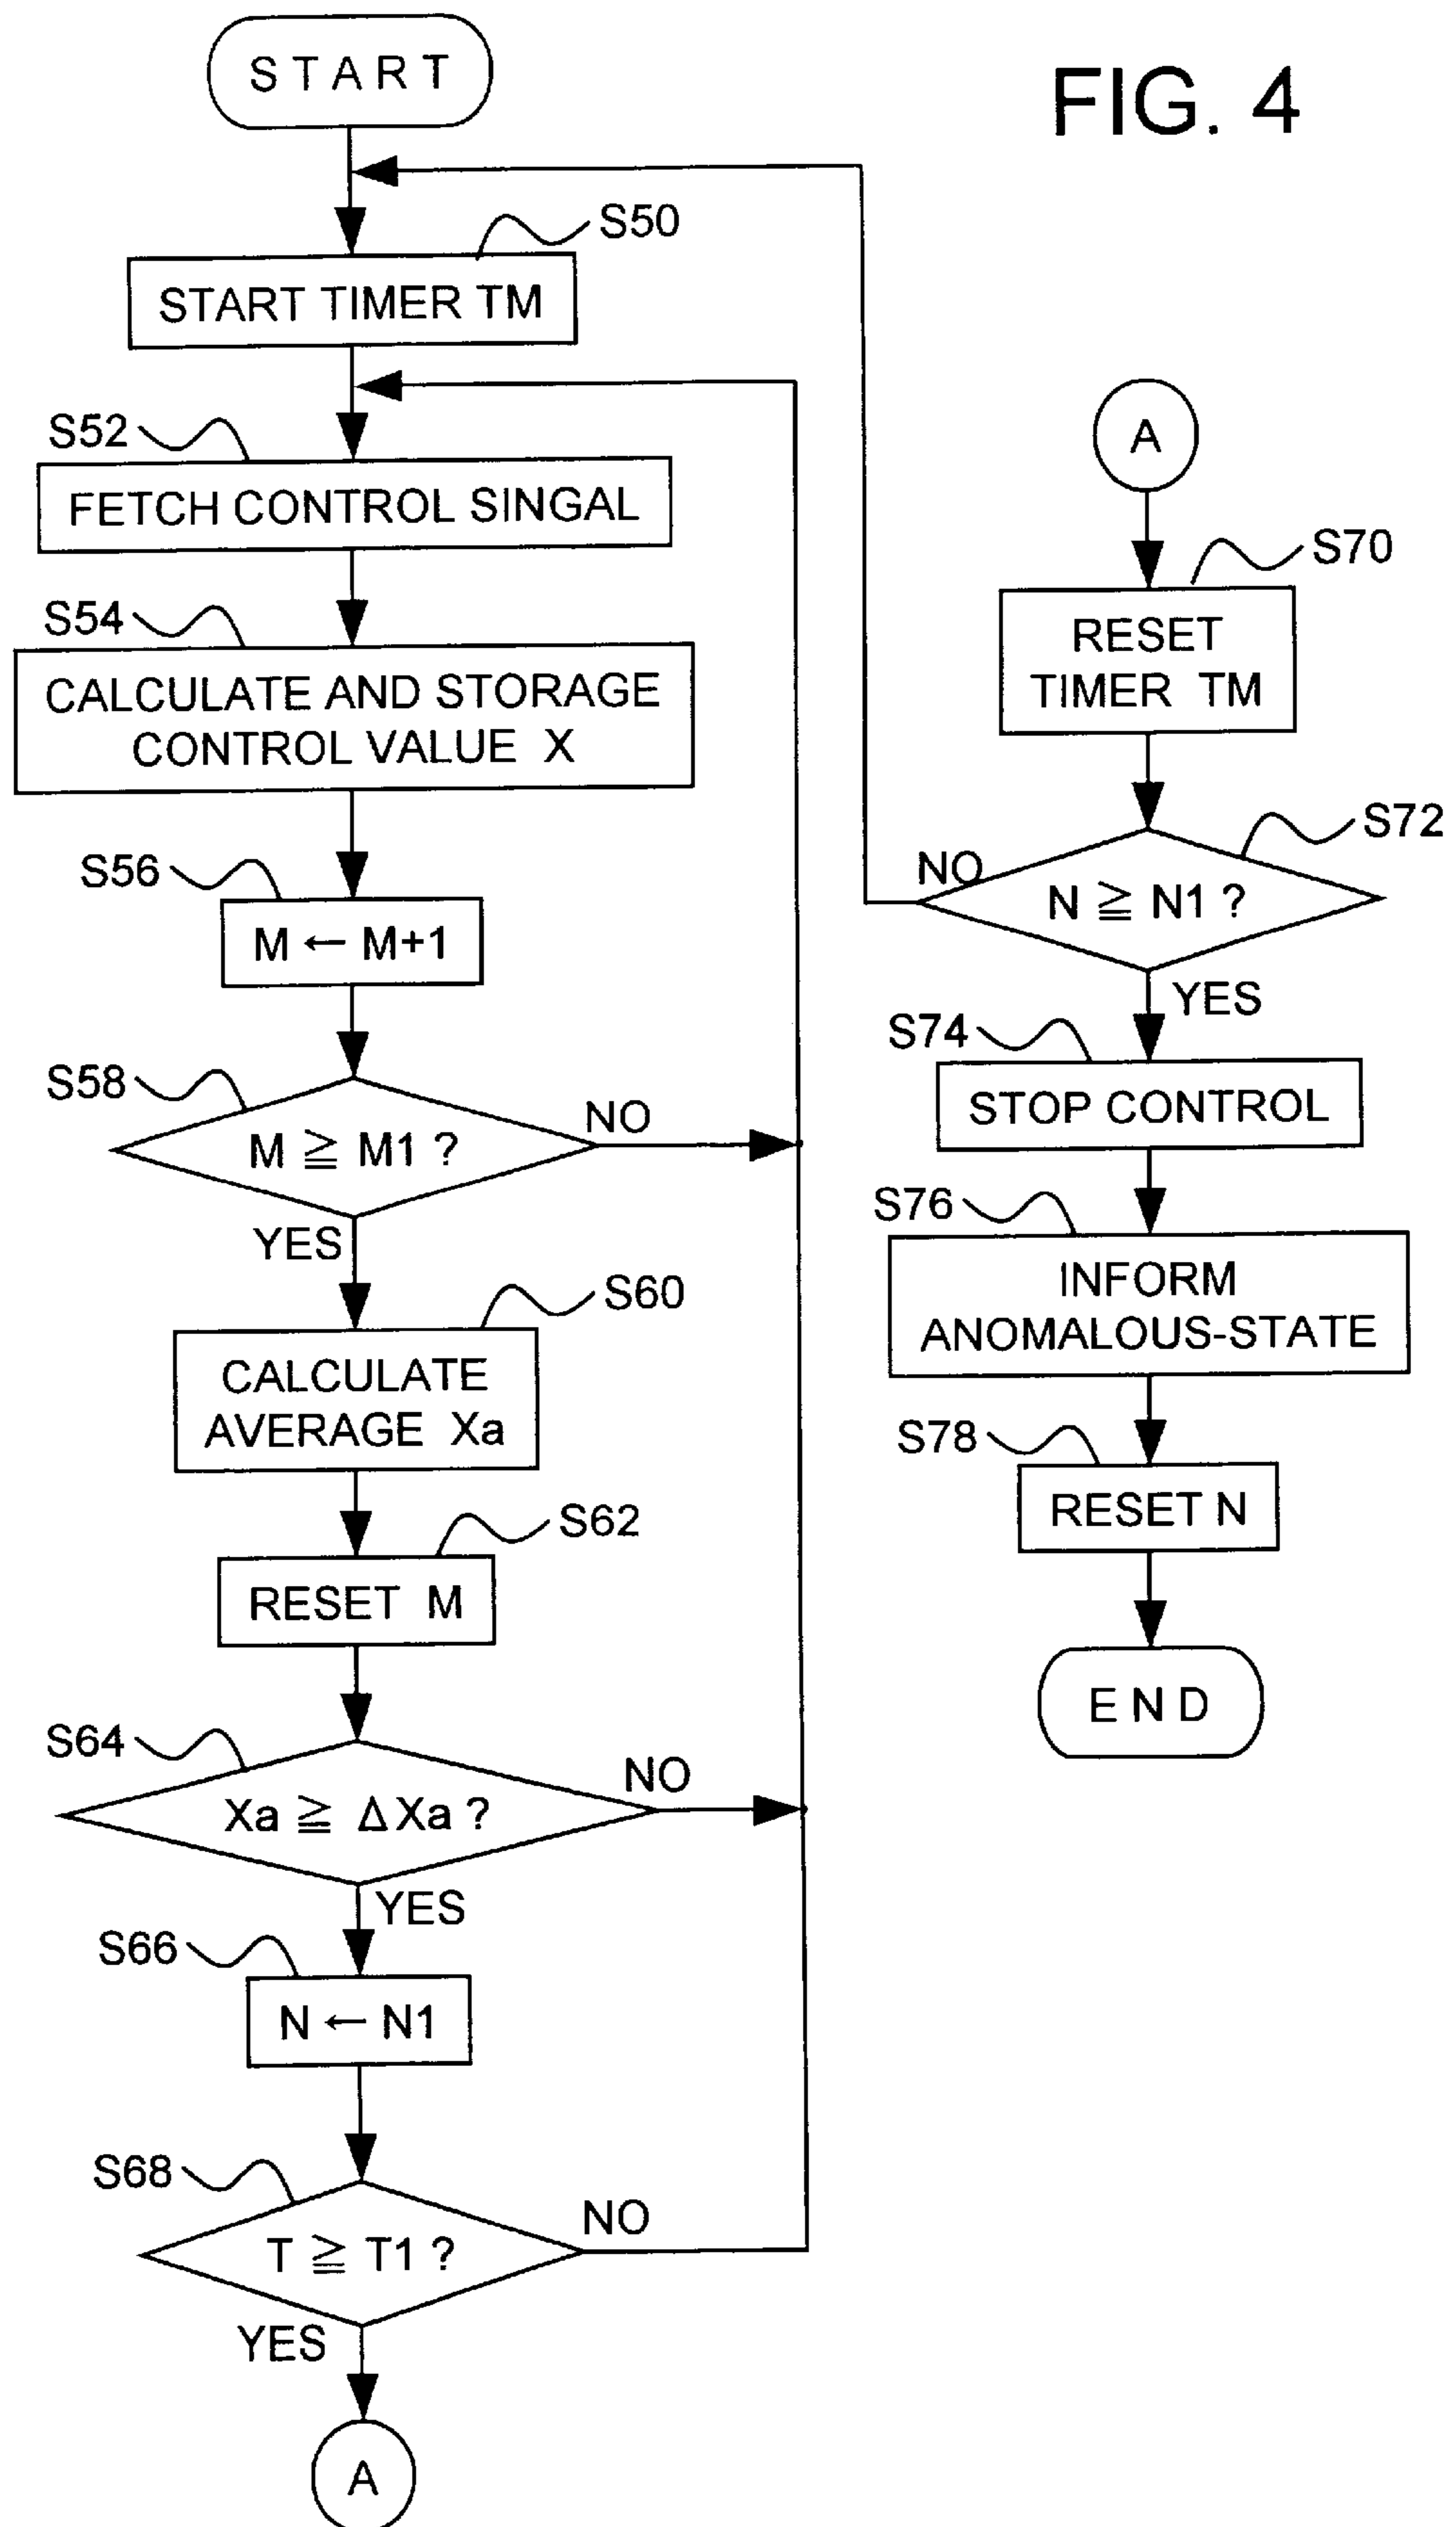 FIG. 4
START
S50
START TIMER TM
S52
FETCH CONTROL SINGAL
S54
CALCULATE AND STORAGE
CONTROL VALUE X
S56
M ← M+1
S58
M ≧ M1 ?
NO
YES
S60
CALCULATE
AVERAGE Xa
S62
RESET M
S64
Xa ≧ ΔXa ?
NO
YES
S66
N ← N1
S68
T ≧ T1 ?
NO
YES
A
A
S70
RESET
TIMER TM
S72
NO
N ≧ N1 ?
YES
S74
STOP CONTROL
S76
INFORM
ANOMALOUS-STATE
S78
RESET N
END